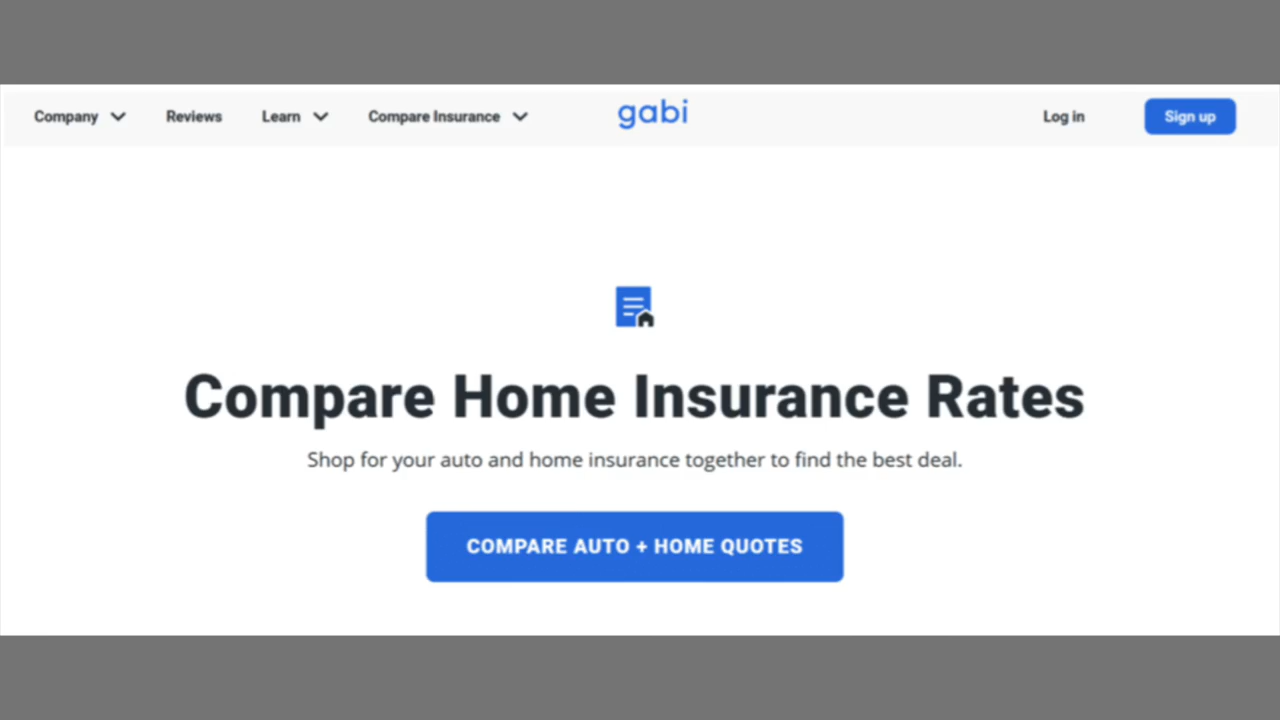 Company
Reviews
Learn
Compare Insurance
gabi
Log in
Sign up
Compare Home Insurance Rates
Shop for your auto and home insurance together to find the best deal.
COMPARE AUTO + HOME QUOTES